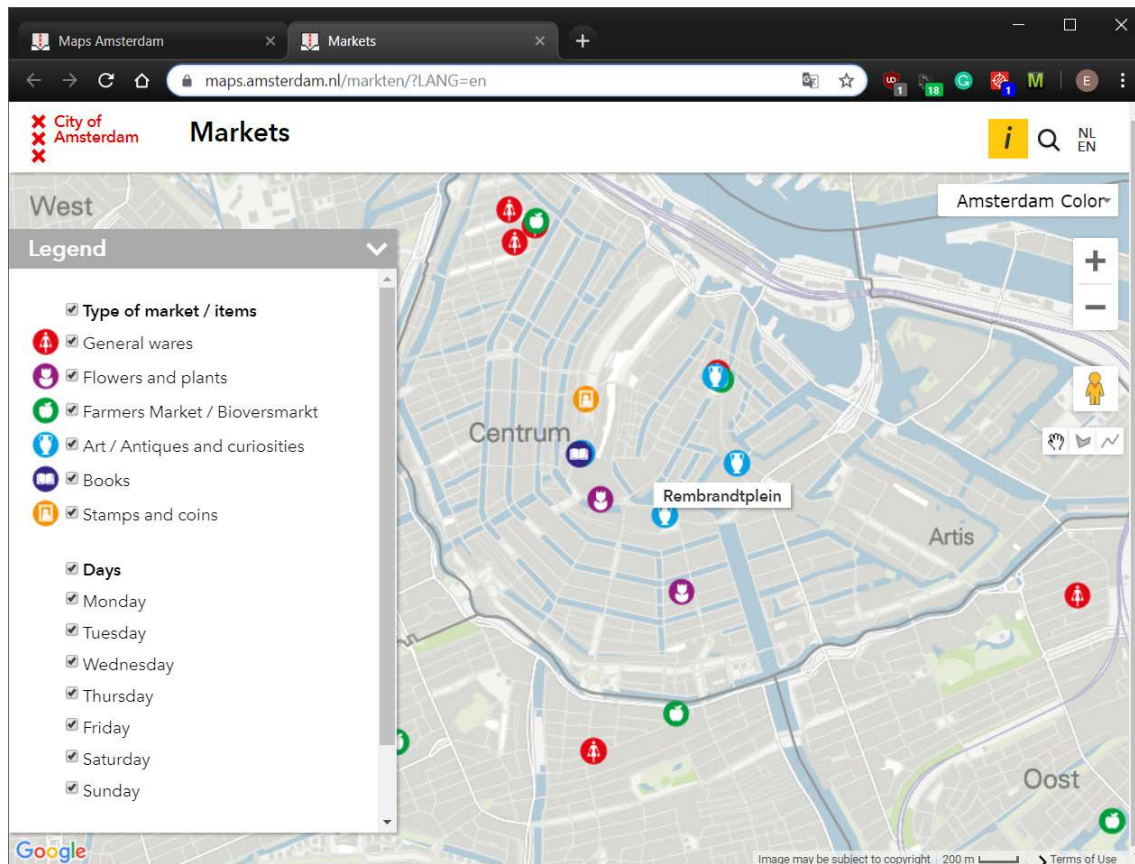 Maps Amsterdam
Markets
maps.amsterdam.nl/markten/?LANG=en
1
18
G
1
M
E
City of
Amsterdam
Markets
i
NL
EN
West
Amsterdam Color
Legend
Type of market / items
General wares
Flowers and plants
Farmers Market / Bioversmarkt
Art / Antiques and curiosities
Books
Stamps and coins
Days
Monday
Tuesday
Wednesday
Thursday
Friday
Saturday
Sunday
Centrum
Rembrandtplein
Artis
Oost
Google
Image may be subject to copyright 200 m Terms of Use